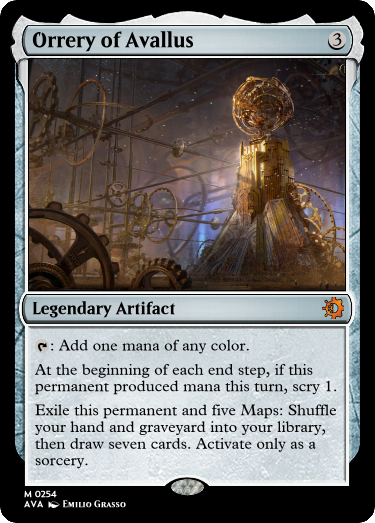 Orrery of Avallus 3
Legendary Artifact
: Add one mana of any color.
At the beginning of each end step, if this
permanent produced mana this turn, scry 1.
Exile this permanent and five Maps: Shuffle
your hand and graveyard into your library,
then draw seven cards. Activate only as a
sorcery.
M 0254
AVA Emilio Grasso